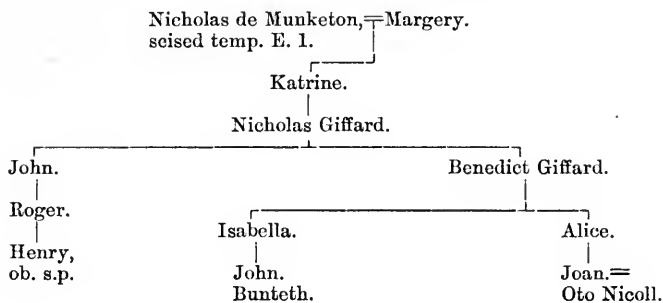 Nicholas de Munketon,=Margery.
seised temp. E. 1.
Katrine.
Nicholas Giffard.
John. Benedict Giffard.
Roger. Isabella. Alice.
Henry, John. Joan.=
ob. s.p. Bunteth. Oto Nicoll.